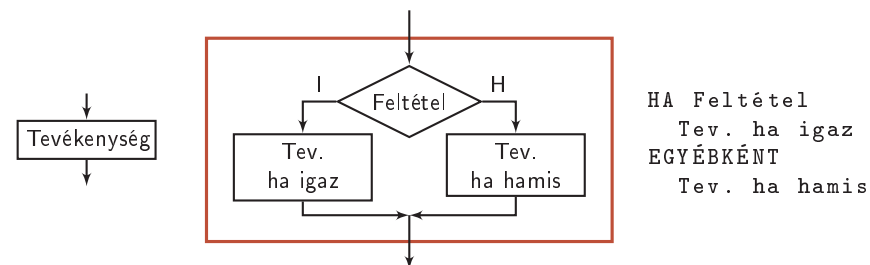 Tevékenység
I
H
Feltétel
Tev.
ha igaz
Tev.
ha hamis
HA Feltétel
Tev. ha igaz
EGYÉBKÉNT
Tev. ha hamis